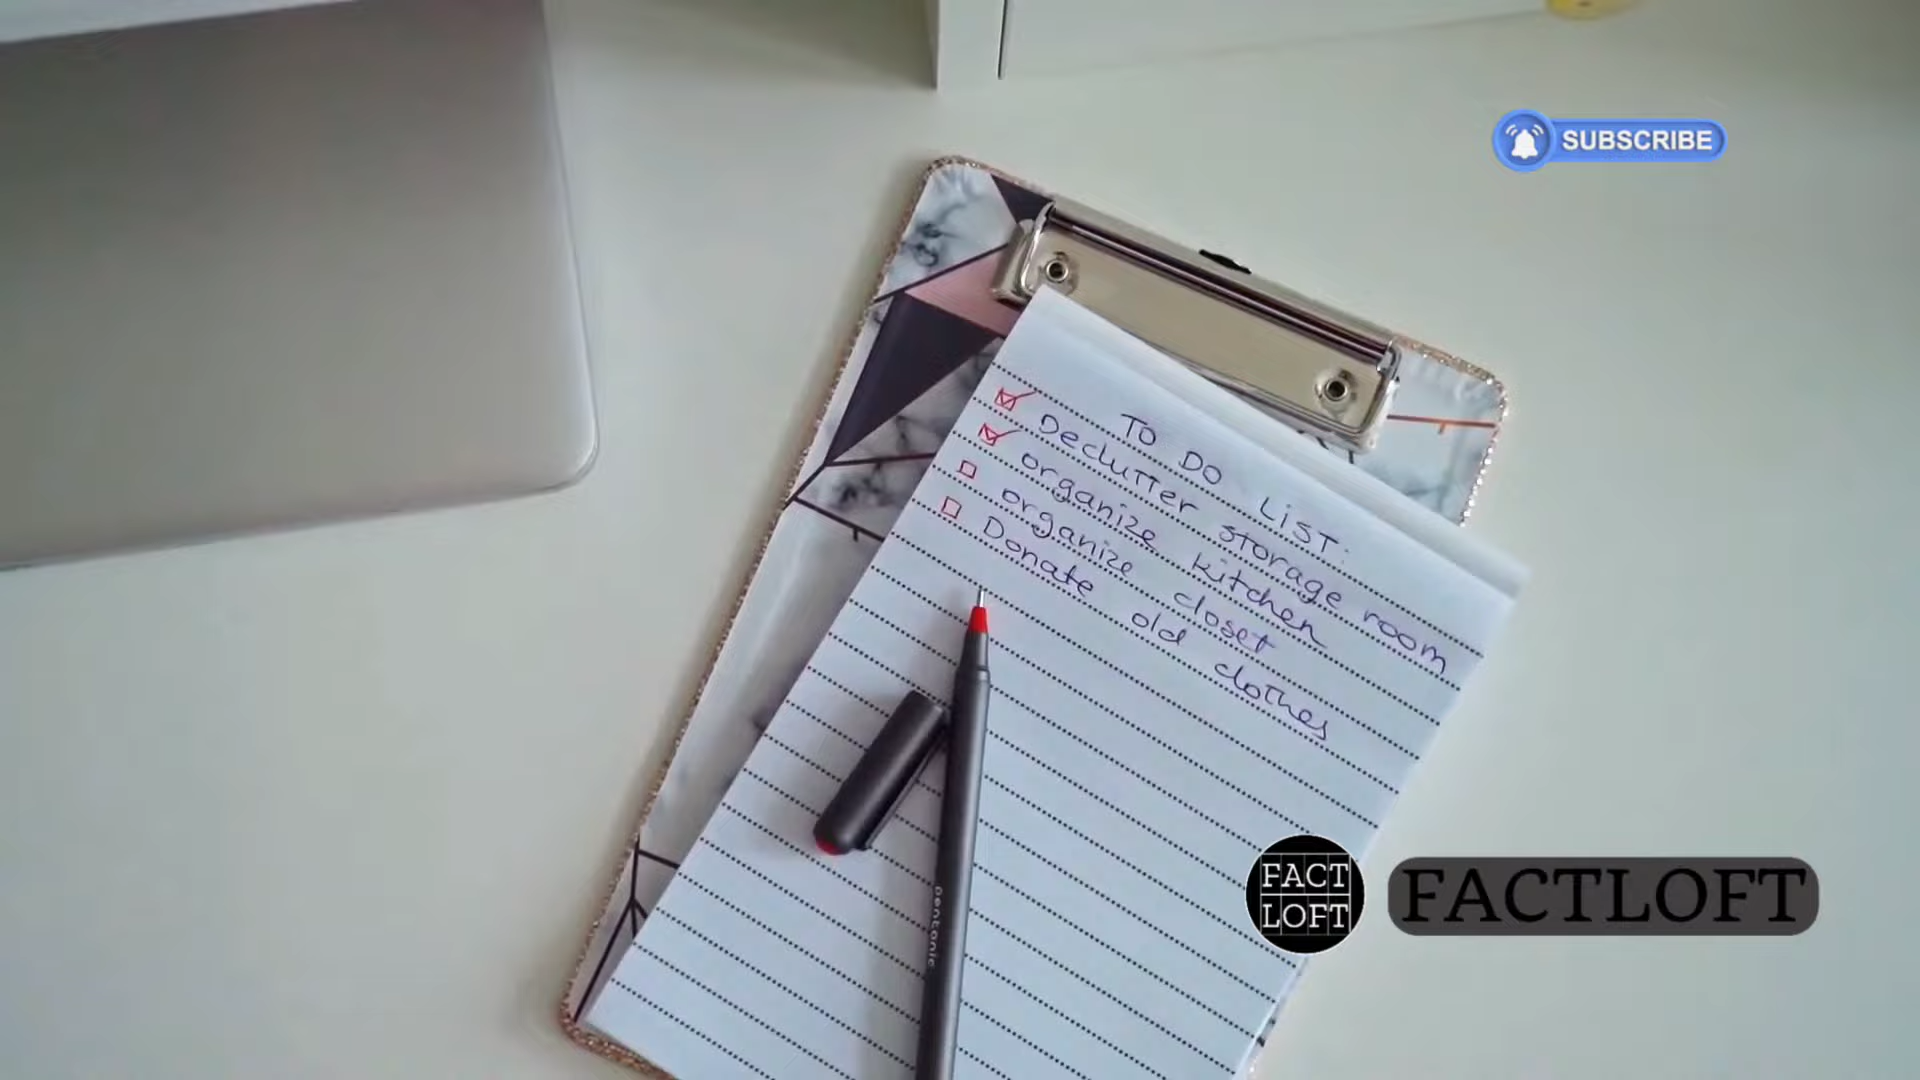 SUBSCRIBE
TO DO LIST:
Declutter storage room
organize kitchen
organize closet
Donate old clothes
pentonic
FACT
LOFT
FACTLOFT